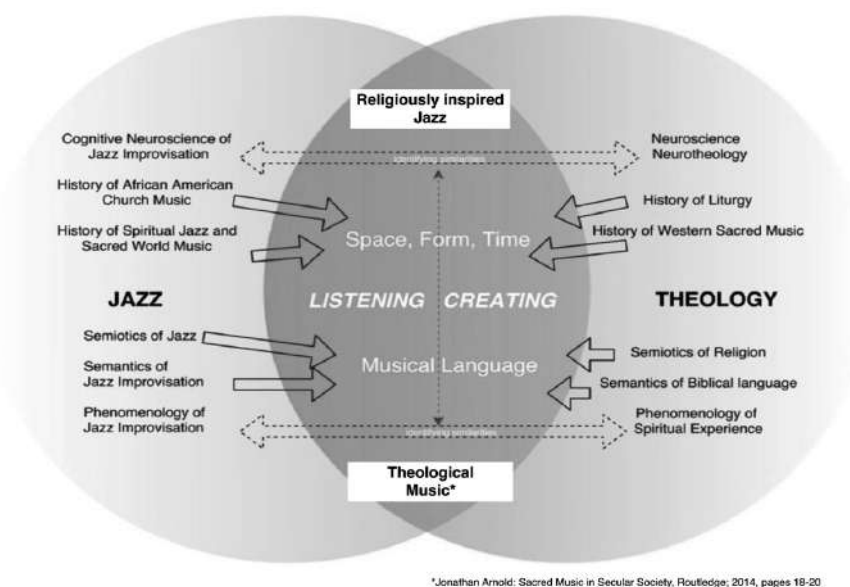 Religiously inspired
Jazz
Cognitive Neuroscience of
Jazz Improvisation
identifying similarities
Neuroscience
Neurotheology
History of African American
Church Music
History of Liturgy
History of Spiritual Jazz and
Sacred World Music
Space, Form, Time
History of Western Sacred Music
JAZZ
LISTENING CREATING
THEOLOGY
Semiotics of Jazz
Musical Language
Semiotics of Religion
Semantics of
Jazz Improvisation
Semantics of Biblical language
Phenomenology of
Jazz Improvisation
identifying similarities
Phenomenology of
Spiritual Experience
Theological
Music*
*Jonathan Arnold: Sacred Music in Secular Society, Routledge; 2014, pages 18-20